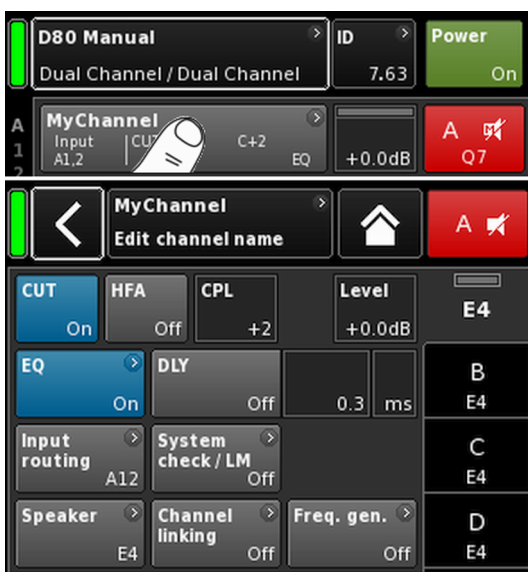 D80 Manual
Dual Channel / Dual Channel
ID
7.63
Power
On
A
1
2
MyChannel
Input
A1,2
CU
C+2
EQ
+0.0dB
A
M
Q7
MyChannel
Edit channel name
A
CUT
On
HFA
Off
CPL
+2
Level
+0.0dB
E4
EQ
On
DLY
Off
0.3
ms
B
E4
Input
routing
A12
System
check / LM
Off
C
E4
Speaker
E4
Channel
linking
Off
Freq. gen.
Off
D
E4